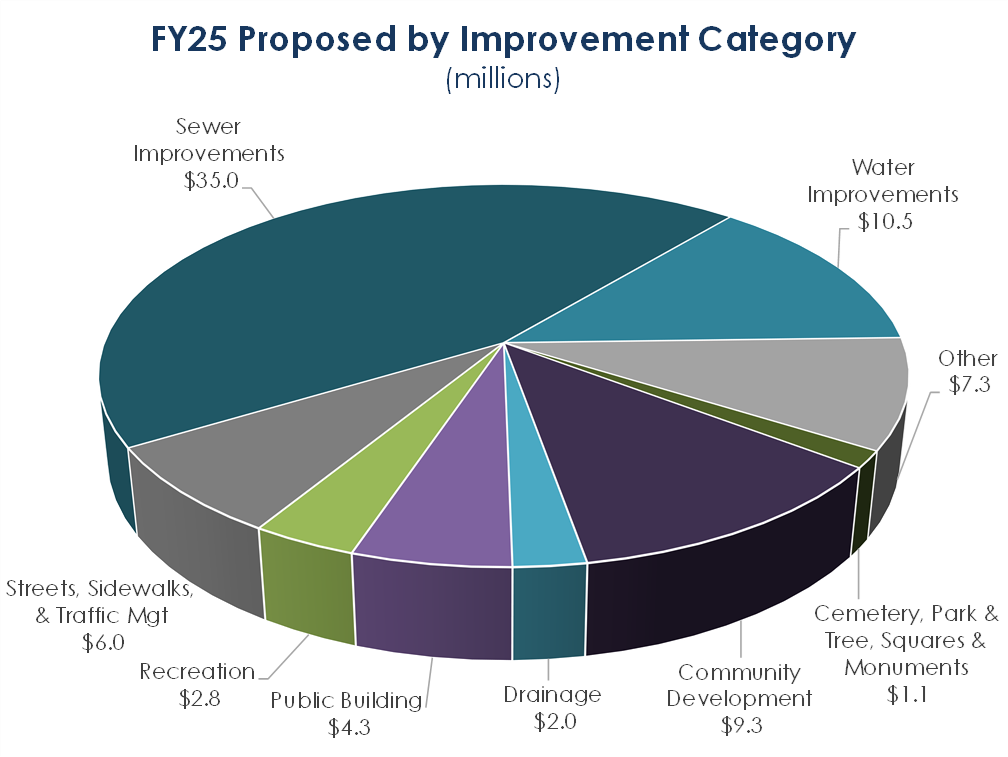 FY25 Proposed by Improvement Category
(millions)
Sewer
Improvements
$35.0
Water
Improvements
$10.5
Other
$7.3
Streets, Sidewalks,
& Traffic Mgt
$6.0
Recreation
$2.8
Public Building
$4.3
Drainage
$2.0
Community
Development
$9.3
Cemetery, Park &
Tree, Squares &
Monuments
$1.1